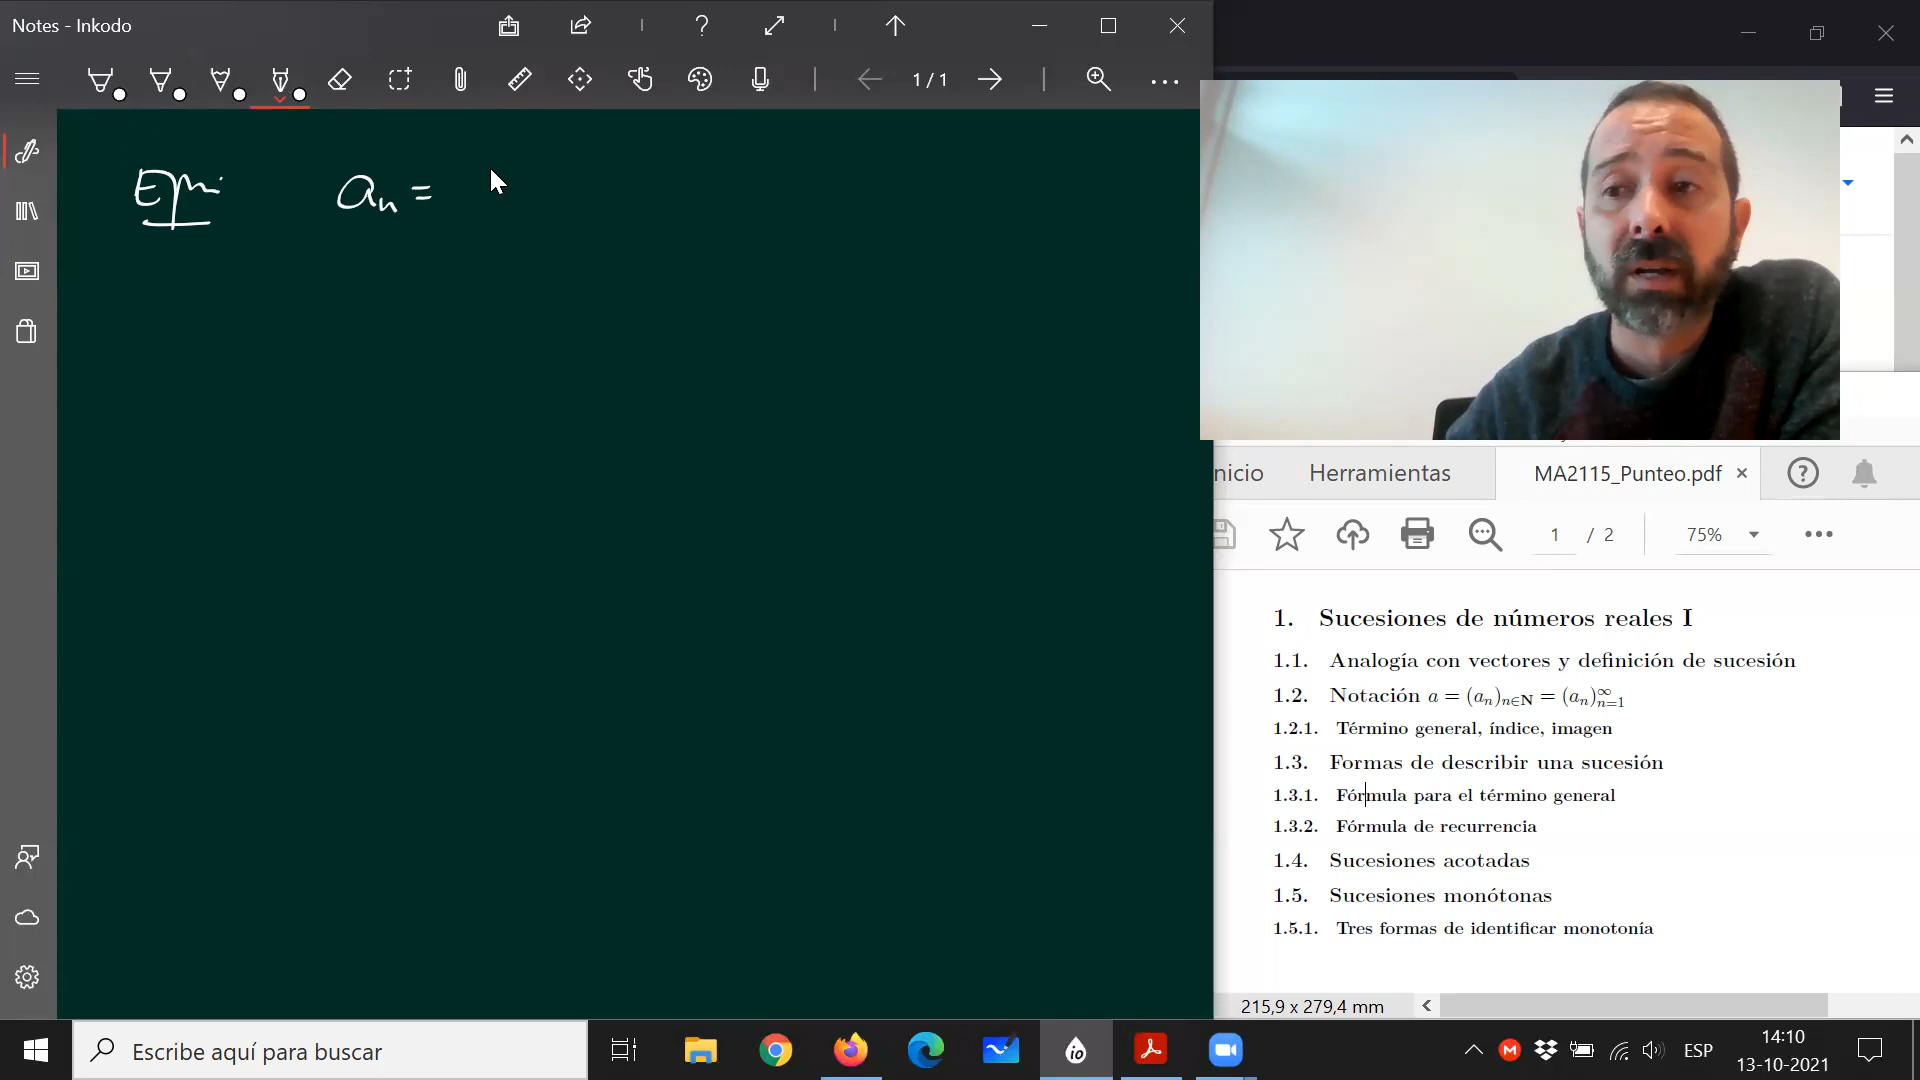 Notes - Inkodo
1 / 1
aₙ =
nicio
Herramientas
MA2115_Punteo.pdf
1 / 2
75%
1. Sucesiones de números reales I
1.1. Analogía con vectores y definición de sucesión
1.2. Notación a = (aₙ)ₙ∈N = (aₙ)∞ₙ₌₁
1.2.1. Término general, índice, imagen
1.3. Formas de describir una sucesión
1.3.1. Fórmula para el término general
1.3.2. Fórmula de recurrencia
1.4. Sucesiones acotadas
1.5. Sucesiones monótonas
1.5.1. Tres formas de identificar monotonía
215,9 x 279,4 mm
Escribe aquí para buscar
io
M
ESP
14:10
13-10-2021